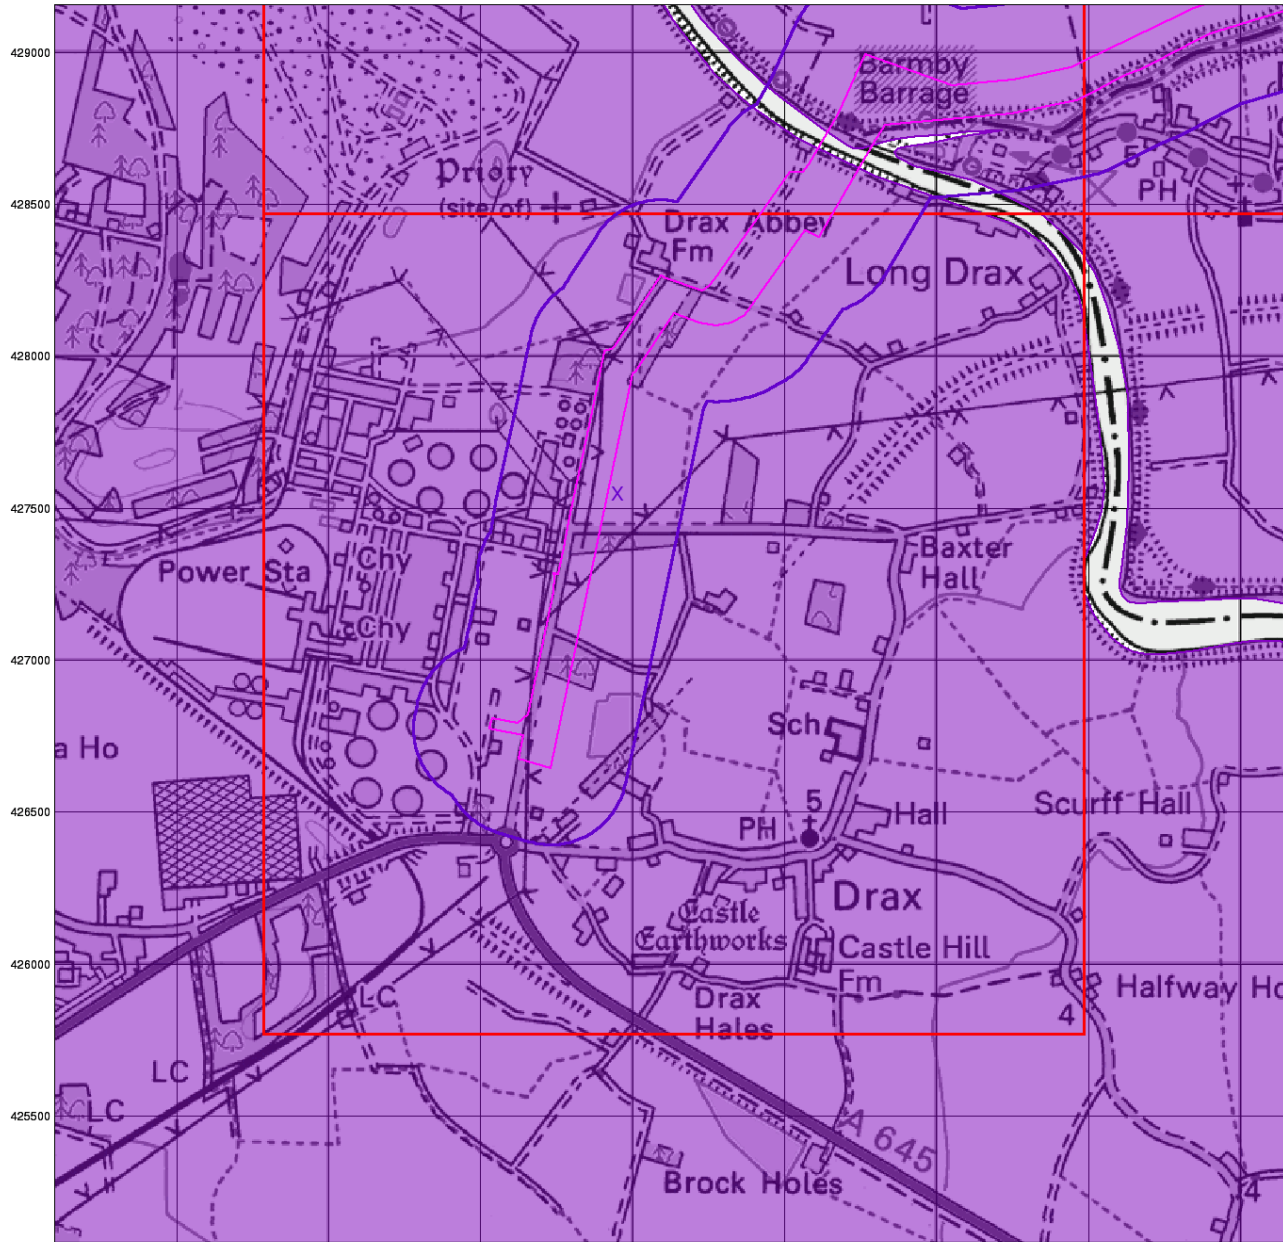 429000
Barmby
Barrage
5
PH
Priory
(site of)
428500
Drax Abbey
Fm
Long Drax
428000
427500
Baxter
Hall
Chy
Power Sta
Chy
427000
Sch
a Ho
5
Scurff Hall
Hall
426500
PH
Drax
Castle
Earthworks
Castle Hill
Fm
426000
LC
Drax
Hales
Halfway Ho
4
LC
LC
425500
A 645
Brock Holes
4